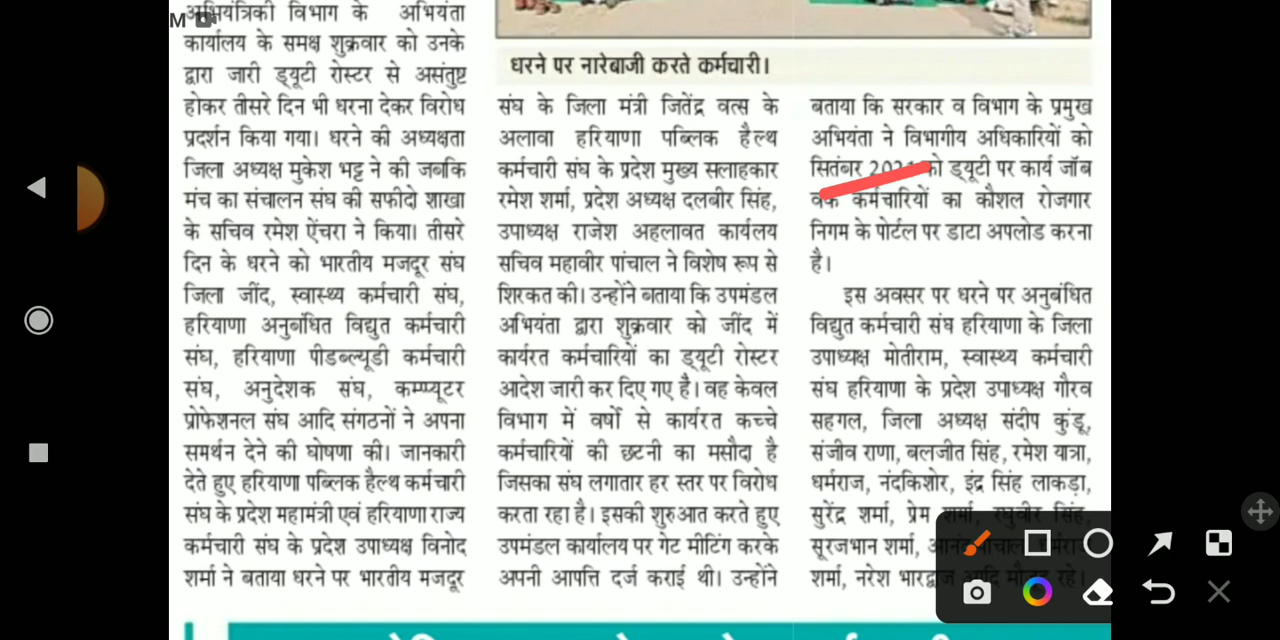 M
अभियंत्रिकी विभाग के अभियंता
कार्यालय के समक्ष शुक्रवार को उनके
द्वारा जारी ड्यूटी रोस्टर से असंतुष्ट
होकर तीसरे दिन भी धरना देकर विरोध
प्रदर्शन किया गया। धरने की अध्यक्षता
जिला अध्यक्ष मुकेश भट्ट ने की जबकि
मंच का संचालन संघ की सफीदो शाखा
के सचिव रमेश ऐंचरा ने किया। तीसरे
दिन के धरने को भारतीय मजदूर संघ
जिला जींद, स्वास्थ्य कर्मचारी संघ,
हरियाणा अनुबंधित विद्युत कर्मचारी
संघ, हरियाणा पीडब्ल्यूडी कर्मचारी
संघ, अनुदेशक संघ, कम्प्यूटर
प्रोफेशनल संघ आदि संगठनों ने अपना
समर्थन देने की घोषणा की। जानकारी
देते हुए हरियाणा पब्लिक हैल्थ कर्मचारी
संघ के प्रदेश महामंत्री एवं हरियाणा राज्य
कर्मचारी संघ के प्रदेश उपाध्यक्ष विनोद
शर्मा ने बताया धरने पर भारतीय मजदूर
धरने पर नारेबाजी करते कर्मचारी।
संघ के जिला मंत्री जितेंद्र वत्स के
अलावा हरियाणा पब्लिक हैल्थ
कर्मचारी संघ के प्रदेश मुख्य सलाहकार
रमेश शर्मा, प्रदेश अध्यक्ष दलबीर सिंह,
उपाध्यक्ष राजेश अहलावत कार्यलय
सचिव महावीर पांचाल ने विशेष रूप से
शिरकत की। उन्होंने बताया कि उपमंडल
अभियंता द्वारा शुक्रवार को जींद में
कार्यरत कर्मचारियों का ड्यूटी रोस्टर
आदेश जारी कर दिए गए है। वह केवल
विभाग में वर्षों से कार्यरत कच्चे
कर्मचारियों की छटनी का मसौदा है
जिसका संघ लगातार हर स्तर पर विरोध
करता रहा है। इसकी शुरुआत करते हुए
उपमंडल कार्यालय पर गेट मीटिंग करके
अपनी आपत्ति दर्ज कराई थी। उन्होंने
बताया कि सरकार व विभाग के प्रमुख
अभियंता ने विभागीय अधिकारियों को
सितंबर को ड्यूटी पर कार्य जॉब
वर्क कर्मचारियों का कौशल रोजगार
निगम के पोर्टल पर डाटा अपलोड करना
है।
इस अवसर पर धरने पर अनुबंधित
विद्युत कर्मचारी संघ हरियाणा के जिला
उपाध्यक्ष मोतीराम, स्वास्थ्य कर्मचारी
संघ हरियाणा के प्रदेश उपाध्यक्ष गौरव
सहगल, जिला अध्यक्ष संदीप कुंडू,
संजीव राणा, बलजीत सिंह, रमेश यात्रा,
धर्मराज, नंदकिशोर, इंद्र सिंह लाकड़ा,
सुरेंद्र शर्मा, प्रेम शर्मा, रघुवीर सिंह,
सूरजभान शर्मा,
शर्मा, नरेश भारद्वाज आदि मौजूद रहे।